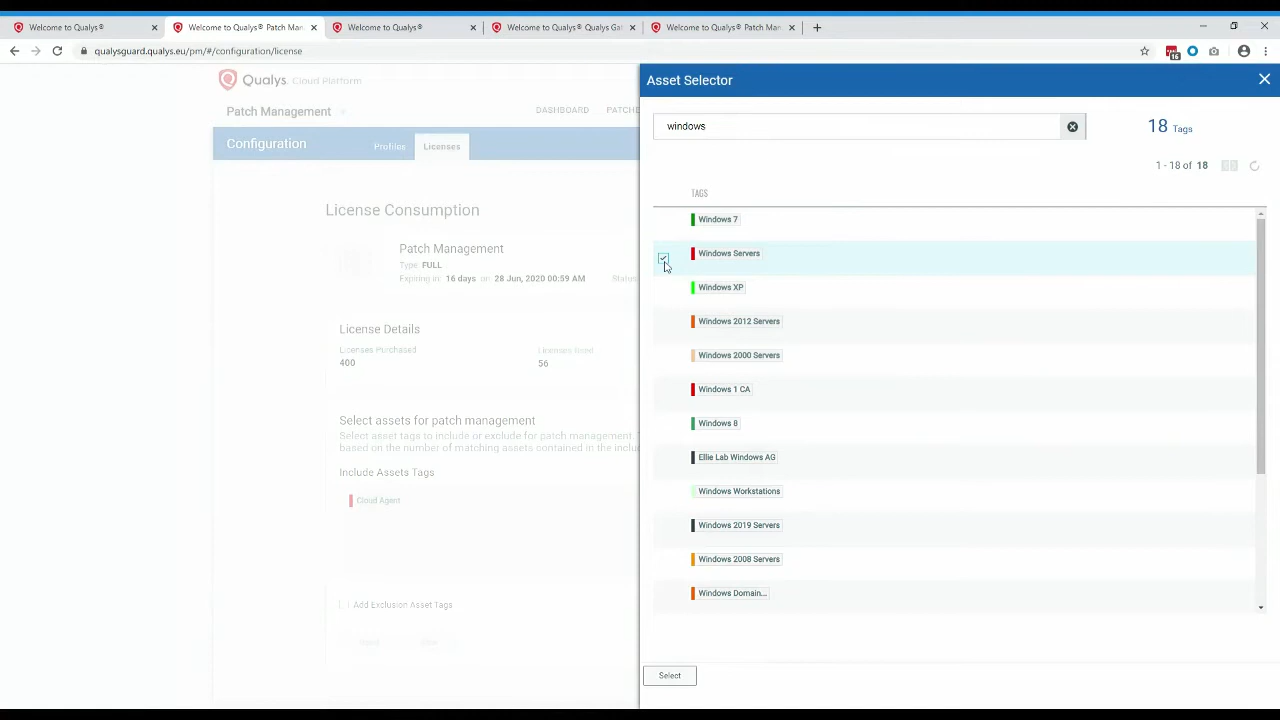 Welcome to Qualys®
Welcome to Qualys® Patch Man
Welcome to Qualys®
Welcome to Qualys® Qualys Ga
Welcome to Qualys® Patch Man
qualysguard.qualys.eu/pm/#/configuration/license
16
Qualys. Cloud Platform
Patch Management
DASHBOARD
PATCHE
Configuration
Profiles
Licenses
License Consumption
Patch Management
Type: FULL
Expiring in: 16 days on: 28 Jun, 2020 00:59 AM Status
License Details
Licenses Purchased
400
Licenses Used
56
Select assets for patch management
Select asset tags to include or exclude for patch management.
based on the number of matching assets contained in the inclu
Include Assets Tags
Cloud Agent
Add Exclusion Asset Tags
Asset Selector
windows
18 Tags
1 - 18 of 18
TAGS
Windows 7
Windows Servers
Windows XP
Windows 2012 Servers
Windows 2000 Servers
Windows 1 CA
Windows 8
Ellie Lab Windows AG
Windows Workstations
Windows 2019 Servers
Windows 2008 Servers
Windows Domain...
Select